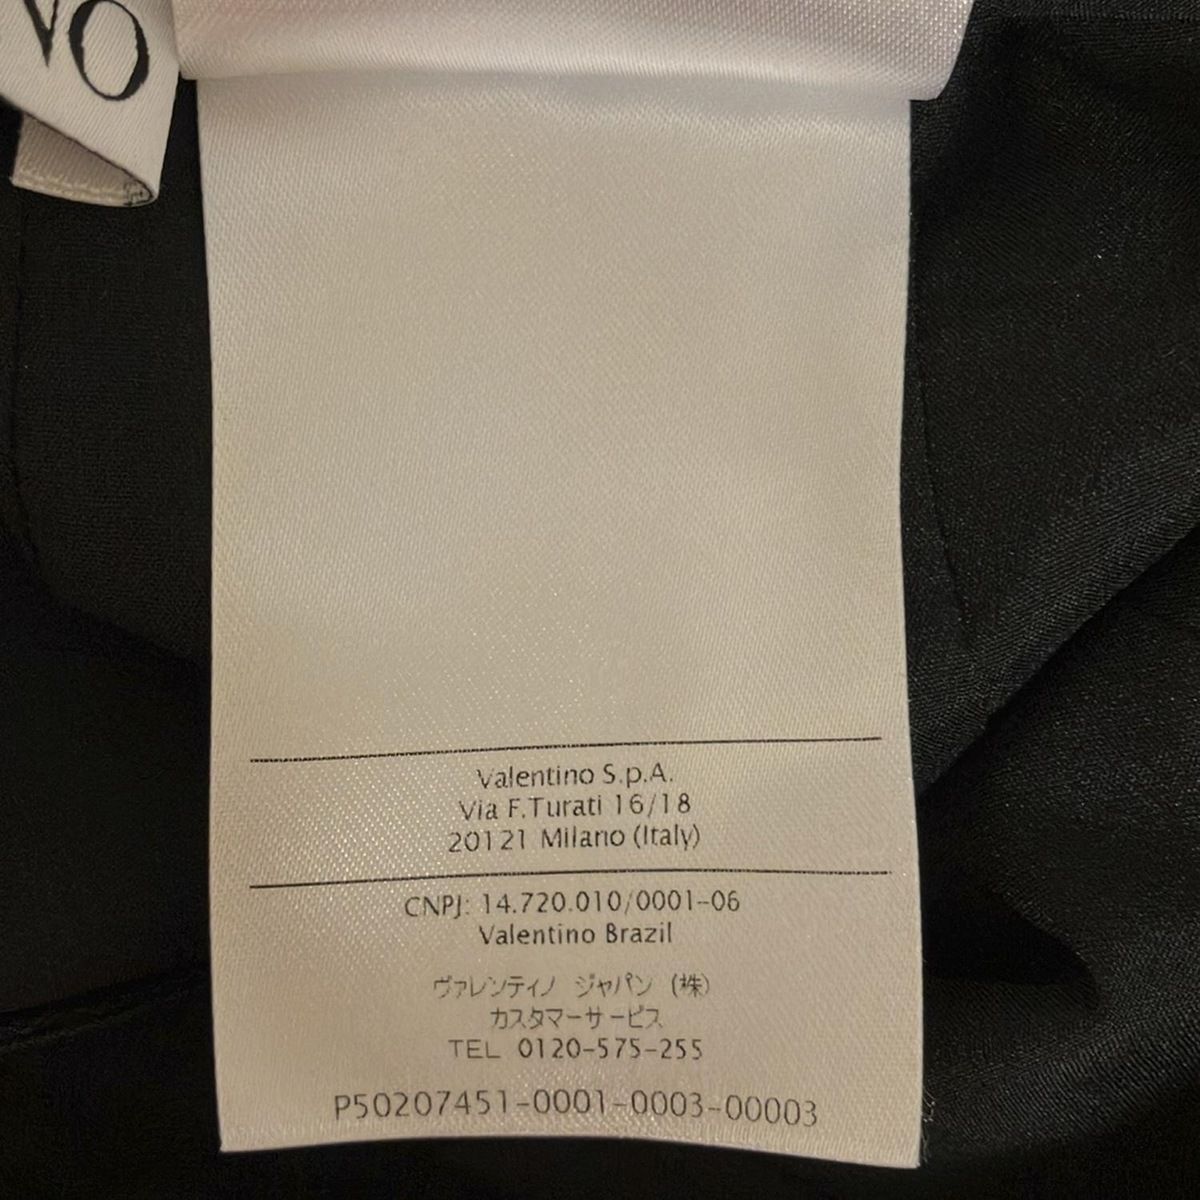 VO
Valentino S.p.A.
Via F.Turati 16/18
20121 Milano (Italy)
CNPJ: 14.720.010/0001-06
Valentino Brazil
ヴァレンティノ ジャパン (株)
カスタマーサービス
TEL 0120-575-255
P50207451-0001-0003-00003